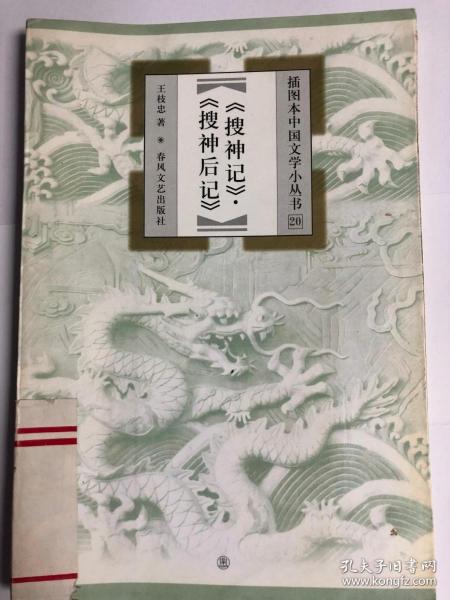 插图本中国文学小丛书 20
《搜神记》·
《搜神后记》
王枝忠 著 春风文艺出版社
孔夫子旧书网
www.kongfz.com